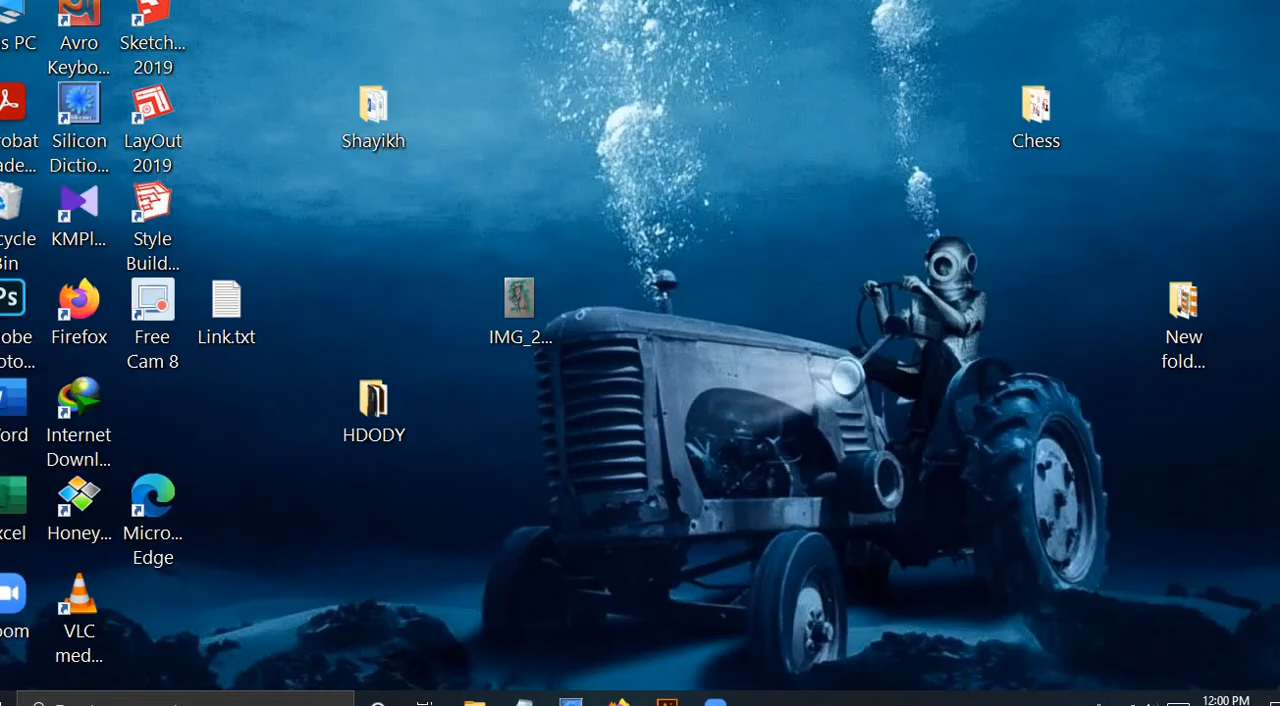 s PC
Avro
Keybo...
Sketch...
2019
robat
ade...
Silicon
Dictio...
LayOut
2019
Shayikh
Chess
cycle
Bin
KMPl...
Style
Build...
Ps
obe
oto...
Firefox
Free
Cam 8
Link.txt
IMG_2...
New
fold...
ord
Internet
Downl...
HDODY
xcel
Honey...
Micro...
Edge
oom
VLC
med...
12:00 PM